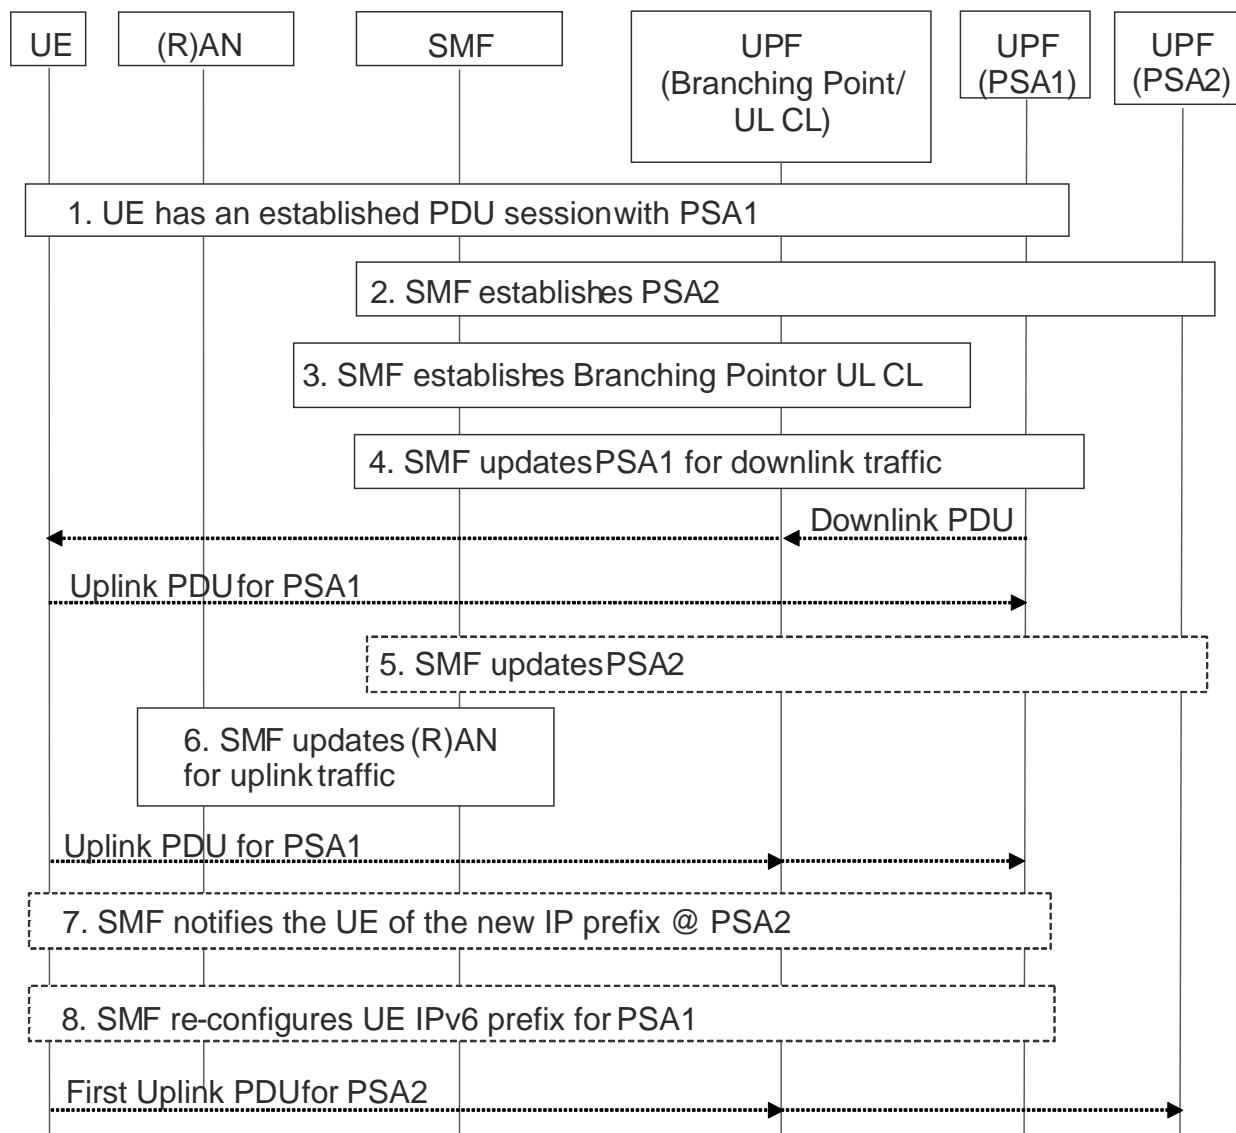 UE
(R)AN
SMF
UPF
(Branching Point/
UL CL)
UPF
(PSA1)
UPF
(PSA2)
1. UE has an established PDU session with PSA1
2. SMF establishes PSA2
3. SMF establishes Branching Point or UL CL
4. SMF updates PSA1 for downlink traffic
Downlink PDU
Uplink PDU for PSA1
5. SMF updates PSA2
6. SMF updates (R)AN
for uplink traffic
Uplink PDU for PSA1
7. SMF notifies the UE of the new IP prefix @ PSA2
8. SMF re-configures UE IPv6 prefix for PSA1
First Uplink PDU for PSA2